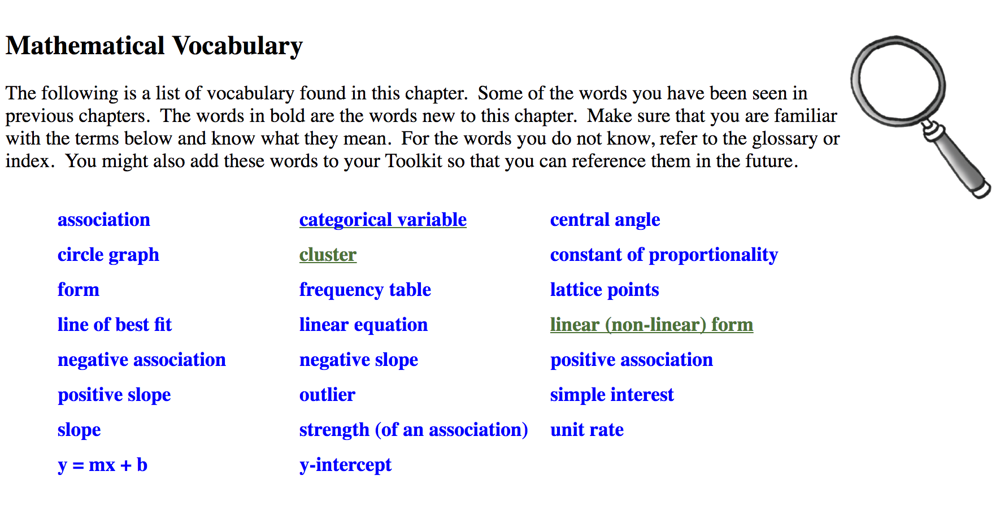 Mathematical Vocabulary
The following is a list of vocabulary found in this chapter.  Some of the words you have been seen in
previous chapters.  The words in bold are the words new to this chapter.  Make sure that you are familiar
with the terms below and know what they mean.  For the words you do not know, refer to the glossary or
index.  You might also add these words to your Toolkit so that you can reference them in the future.
association categorical variable central angle
circle graph cluster constant of proportionality
form frequency table lattice points
line of best fit linear equation linear (non-linear) form
negative association negative slope positive association
positive slope outlier simple interest
slope strength (of an association) unit rate
y = mx + b y-intercept